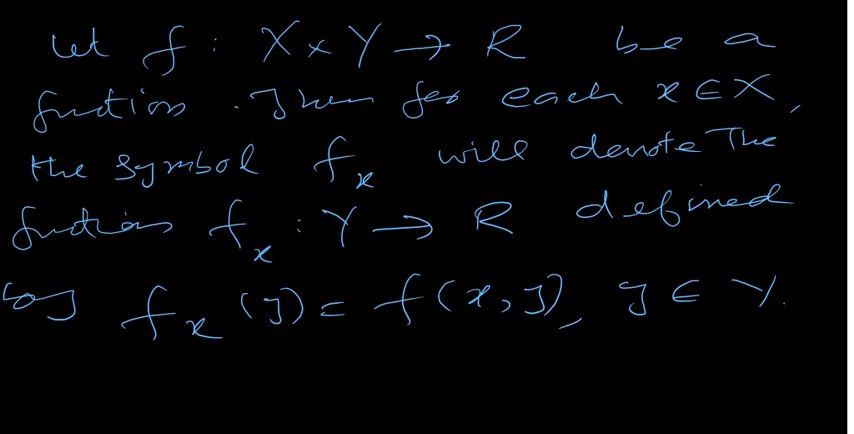 Let f : X × Y → R be a
function. Then for each x ∈ X,
the symbol fₓ will denote The
function fₓ : Y → R defined
by fₓ(y) = f(x, y), y ∈ Y.